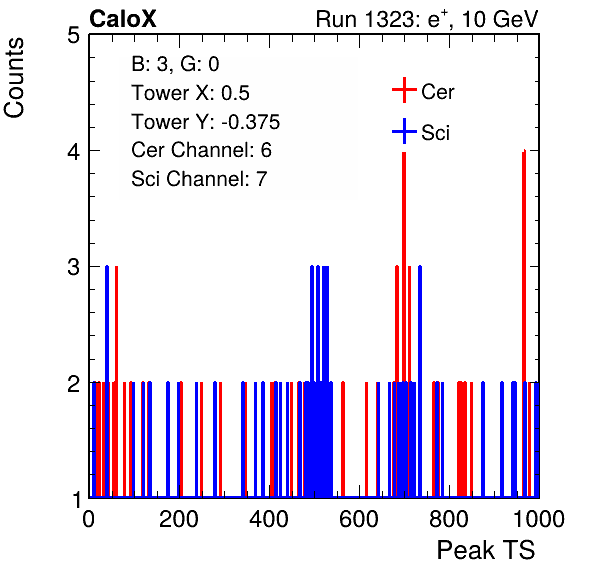 CaloX Run 1323: e⁺, 10 GeV
Counts
5
4
3
2
1
B: 3, G: 0
Tower X: 0.5
Tower Y: -0.375
Cer Channel: 6
Sci Channel: 7
Cer
Sci
0 200 400 600 800 1000
Peak TS